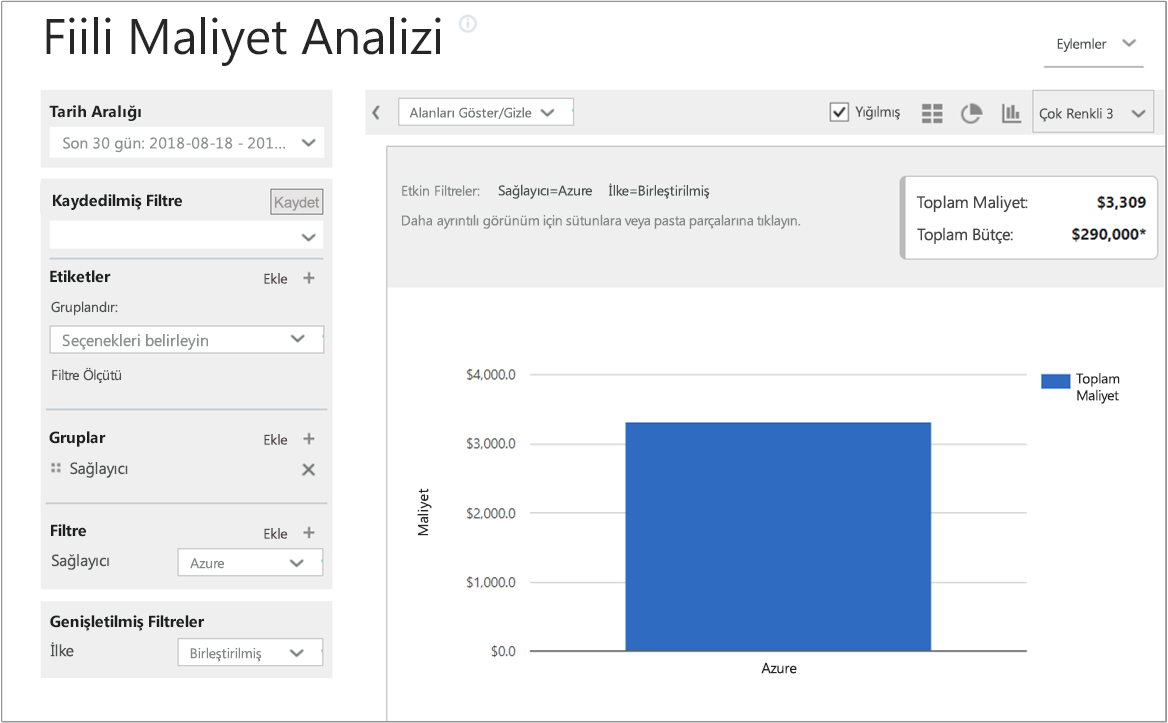 Fiili Maliyet Analizi
Eylemler
Tarih Aralığı
Son 30 gün: 2018-08-18 - 201...
Kaydedilmiş Filtre
Kaydet
Etiketler
Ekle +
Gruplandır:
Seçenekleri belirleyin
Filtre Ölçütü
Gruplar
Ekle +
Sağlayıcı
Filtre
Ekle +
Sağlayıcı
Azure
Genişletilmiş Filtreler
İlke
Birleştirilmiş
Alanları Göster/Gizle
Yığılmış
Çok Renkli 3
Etkin Filtreler: Sağlayıcı=Azure İlke=Birleştirilmiş
Daha ayrıntılı görünüm için sütunlara veya pasta parçalarına tıklayın.
Toplam Maliyet: $3,309
Toplam Bütçe: $290,000*
$4,000.0
$3,000.0
$2,000.0
$1,000.0
$0.0
Maliyet
Azure
Toplam
Maliyet